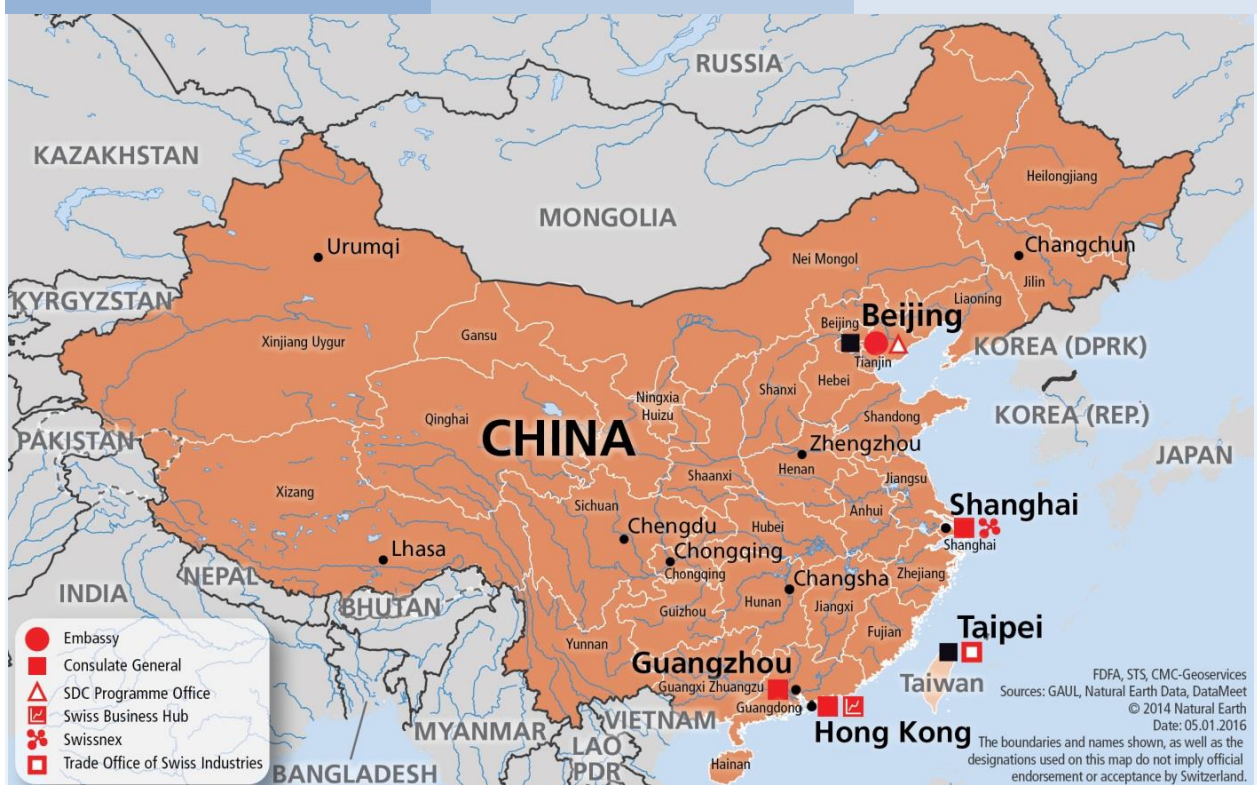 RUSSIA
KAZAKHSTAN
Heilongjiang
MONGOLIA
Urumqi
Changchun
Nei Mongol
Jilin
KYRGYZSTAN
Liaoning
Beijing
Beijing
Gansu
Xinjiang Uygur
KOREA (DPRK)
Tianjin
Hebei
Shanxi
Ningxia
Huizu
KOREA (REP.)
Shandong
Qinghai
CHINA
PAKISTAN
Zhengzhou
JAPAN
Henan
Shaanxi
Jiangsu
Xizang
Sichuan
Shanghai
Anhui
Chengdu
Hubei
Shanghai
Lhasa
Chongqing
Chongqing
Zhejiang
NEPAL
Changsha
INDIA
BHUTAN
Hunan
Jiangxi
Guizhou
Taipei
Fujian
Yunnan
Guangzhou
Taiwan
Guangxi Zhuangzu
Guangdong
VIETNAM
Hong Kong
MYANMAR
LAO
PDR
BANGLADESH
Hainan
Embassy
Consulate General
SDC Programme Office
Swiss Business Hub
Swissnex
Trade Office of Swiss Industries
FDFA, STS, CMC-Geoservices
Sources: GAUL, Natural Earth Data, DataMeet
© 2014 Natural Earth
Date: 05.01.2016
The boundaries and names shown, as well as the
designations used on this map do not imply official
endorsement or acceptance by Switzerland.